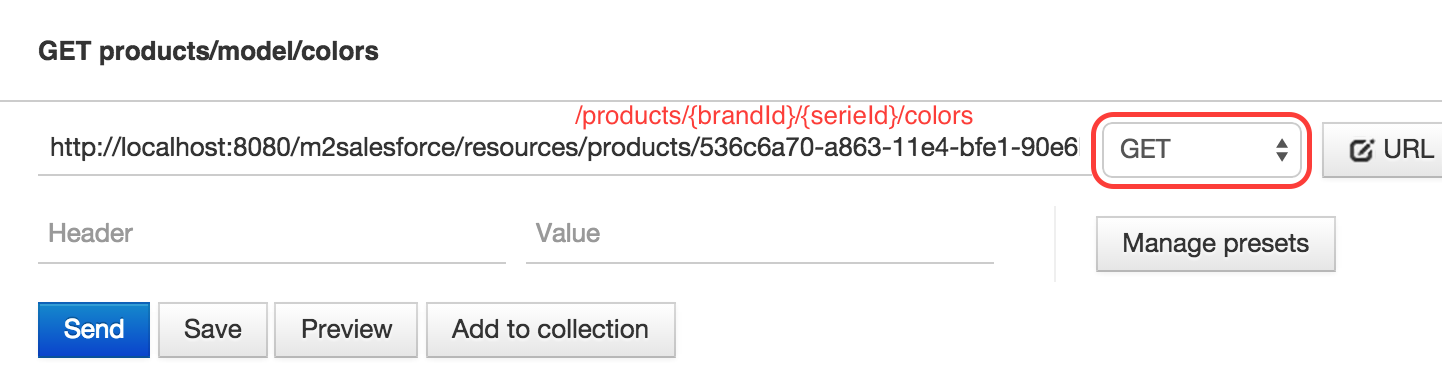 GET products/model/colors
/products/{brandId}/{serieId}/colors
http://localhost:8080/m2salesforce/resources/products/536c6a70-a863-11e4-bfe1-90e6
GET
URL
Header
Value
Manage presets
Send
Save
Preview
Add to collection